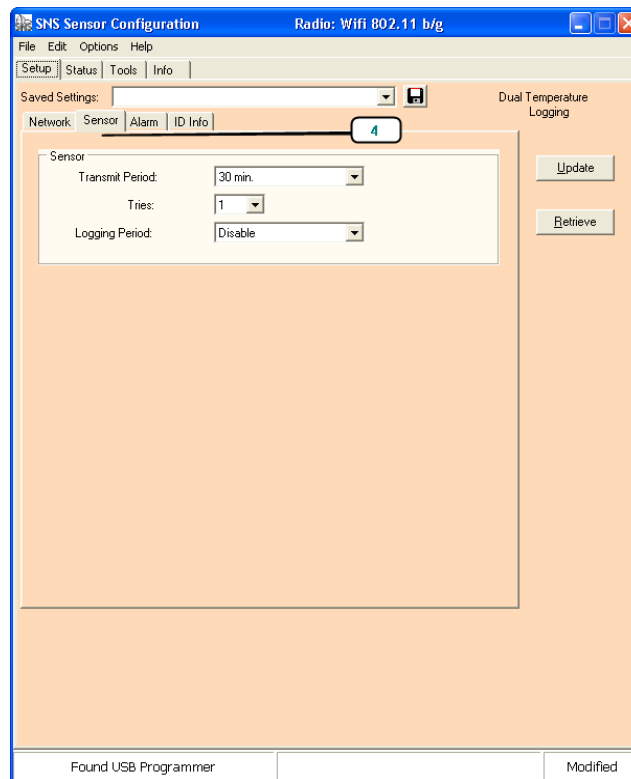 SNS Sensor Configuration Radio: Wifi 802.11 b/g
File Edit Options Help
Setup Status Tools Info
Saved Settings:
Dual Temperature
Logging
Network Sensor Alarm ID Info
4
Sensor
Transmit Period: 30 min.
Tries: 1
Logging Period: Disable
Update
Retrieve
Found USB Programmer Modified